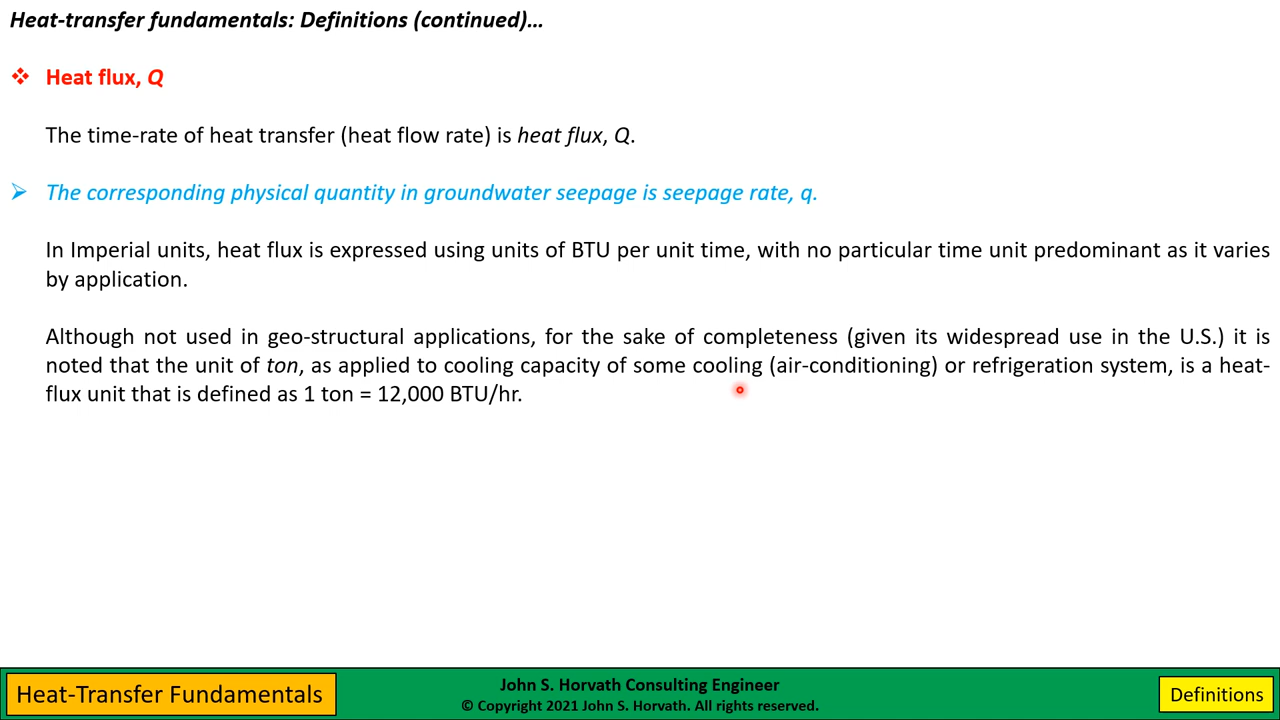 Heat-transfer fundamentals: Definitions (continued)…
Heat flux, Q
The time-rate of heat transfer (heat flow rate) is heat flux, Q.
The corresponding physical quantity in groundwater seepage is seepage rate, q.
In Imperial units, heat flux is expressed using units of BTU per unit time, with no particular time unit predominant as it varies
by application.
Although not used in geo-structural applications, for the sake of completeness (given its widespread use in the U.S.) it is
noted that the unit of ton, as applied to cooling capacity of some cooling (air-conditioning) or refrigeration system, is a heat-
flux unit that is defined as 1 ton = 12,000 BTU/hr.
Heat-Transfer Fundamentals
John S. Horvath Consulting Engineer
© Copyright 2021 John S. Horvath. All rights reserved.
Definitions